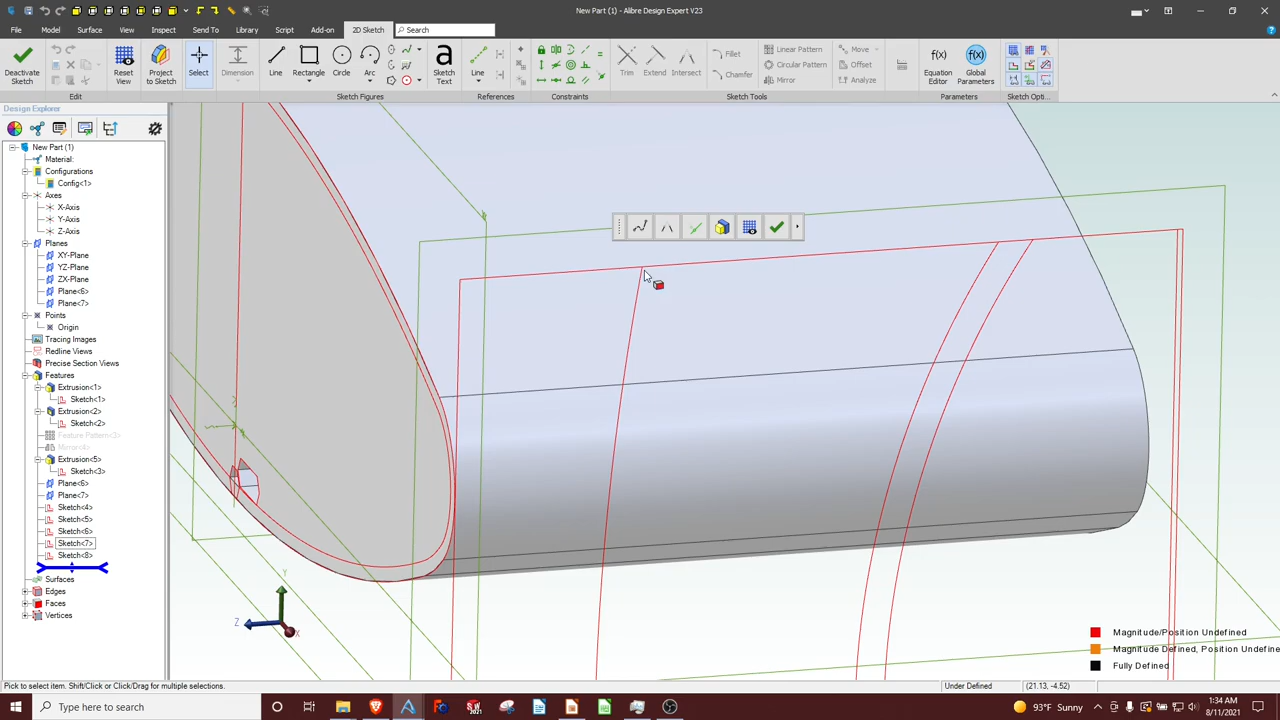 New Part (1) - Alibre Design Expert V23
File Model Surface View Inspect Send To Library Script Add-on 2D Sketch Search
Deactivate Sketch
Reset View
Project to Sketch
Select
Dimension
Line
Rectangle
Circle
Arc
Sketch Text
Line
Trim
Extend
Intersect
Fillet
Chamfer
Linear Pattern
Circular Pattern
Mirror
Move
Offset
Analyze
f(x)
Equation Editor
f(x)
Global Parameters
Edit
Sketch Figures
References
Constraints
Sketch Tools
Parameters
Sketch Opti...
Design Explorer
New Part (1)
Material:
Configurations
Config<1>
Axes
X-Axis
Y-Axis
Z-Axis
Planes
XY-Plane
YZ-Plane
ZX-Plane
Plane<6>
Plane<7>
Points
Origin
Tracing Images
Redline Views
Precise Section Views
Features
Extrusion<1>
Sketch<1>
Extrusion<2>
Sketch<2>
Feature Pattern<3>
Mirror<4>
Extrusion<5>
Sketch<3>
Plane<6>
Plane<7>
Sketch<4>
Sketch<5>
Sketch<6>
Sketch<7>
Sketch<8>
Surfaces
Edges
Faces
Vertices
Y
Z
X
Magnitude/Position Undefined
Magnitude Defined, Position Undefine
Fully Defined
Pick to select item. Shift/Click or Click/Drag for multiple selections.
Under Defined
(21.13, -4.52)
Type here to search
93°F Sunny
1:34 AM
8/11/2021